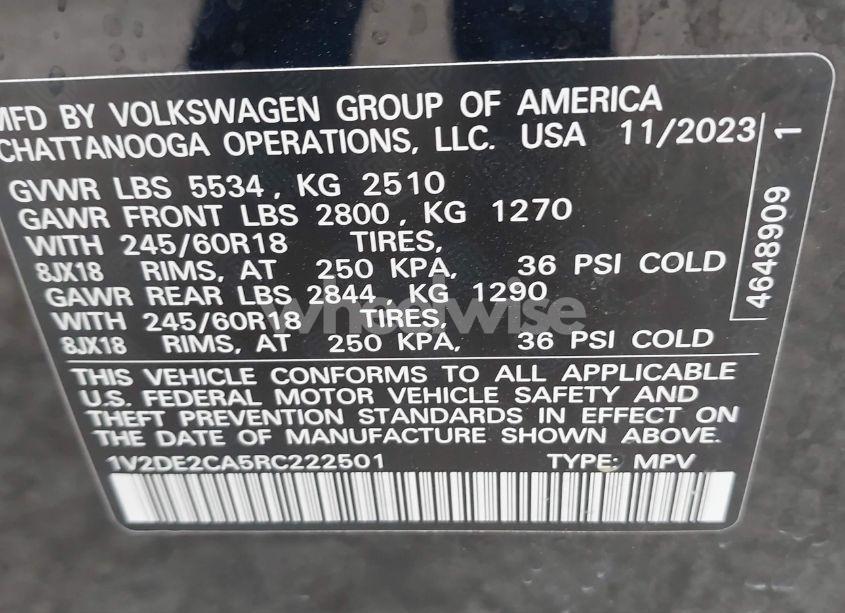 MFD BY VOLKSWAGEN GROUP OF AMERICA
CHATTANOOGA OPERATIONS, LLC. USA 11/2023
GVWR LBS 5534, KG 2510
GAWR FRONT LBS 2800, KG 1270
WITH 245/60R18 TIRES,
8JX18 RIMS, AT 250 KPA, 36 PSI COLD
GAWR REAR LBS 2844, KG 1290
WITH 245/60R18 TIRES,
8JX18 RIMS, AT 250 KPA, 36 PSI COLD
THIS VEHICLE CONFORMS TO ALL APPLICABLE
U.S. FEDERAL MOTOR VEHICLE SAFETY AND
THEFT PREVENTION STANDARDS IN EFFECT ON
THE DATE OF MANUFACTURE SHOWN ABOVE.
1V2DE2CA5RC222501 TYPE: MPV
4648909 1